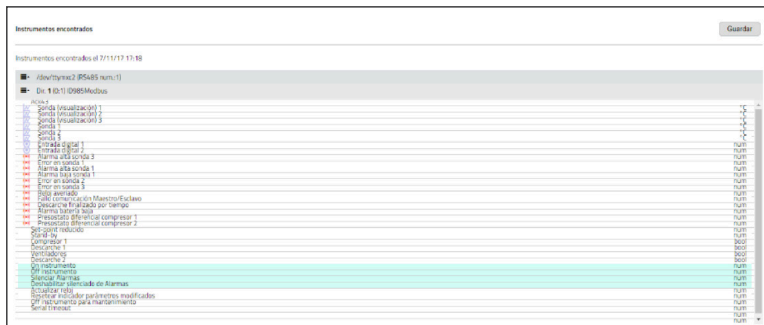 Instrumentos encontrados
Guardar
Instrumentos encontrados el 7/11/17 17:18
/dev/ttymxc2 (RS485 num.:1)
Dir. 1 (0:1) ID985Modbus
Sonda (visualización) 1 °C
Sonda (visualización) 2 °C
Sonda (visualización) 3 °C
Sonda 1 °C
Sonda 2 °C
Sonda 3 °C
Entrada digital 1 num
Entrada digital 2 num
Alarma alta sonda 3 num
Error en sonda 1 num
Alarma alta sonda 1 num
Alarma baja sonda 1 num
Error en sonda 2 num
Error en sonda 3 num
Reloj averiado num
Fallo comunicación Maestro/Esclavo num
Descarche finalizado por tiempo num
Alarma batería baja num
Presostato diferencial compresor 1 num
Presostato diferencial compresor 2 num
Set-point reducido num
Stand-by num
Compresor 1 bool
Descarche 1 bool
Ventiladores bool
Descarche 2 bool
On instrumento num
Off instrumento num
Silenciar Alarmas num
Deshabilitar silenciado de Alarmas num
Actualizar reloj num
Resetear indicador parámetros modificados num
Off instrumento para mantenimiento num
Serial timeout num
num
num